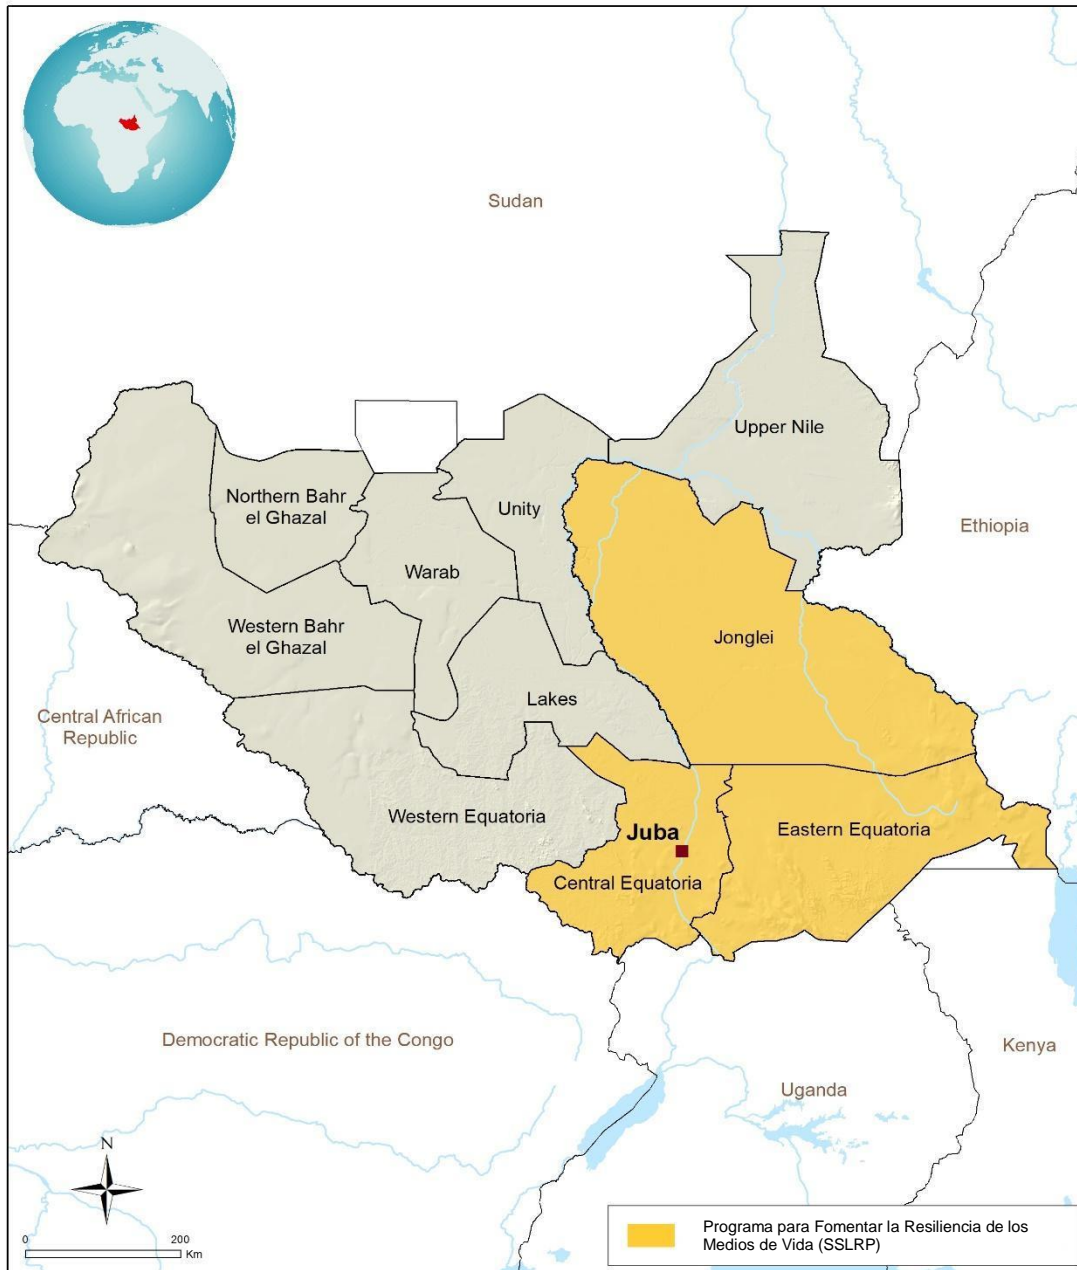 Sudan
Upper Nile
Northern Bahr
el Ghazal
Unity
Ethiopia
Warab
Western Bahr
el Ghazal
Jonglei
Lakes
Central African
Republic
Western Equatoria
Juba
Eastern Equatoria
Central Equatoria
Democratic Republic of the Congo
Kenya
Uganda
N
0
200
Km
Programa para Fomentar la Resiliencia de los
Medios de Vida (SSLRP)